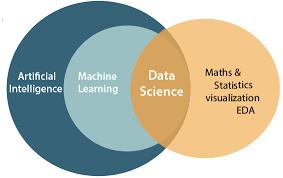 Artificial
Intelligence
Machine
Learning
Data
Science
Maths &
Statistics
visualization
EDA